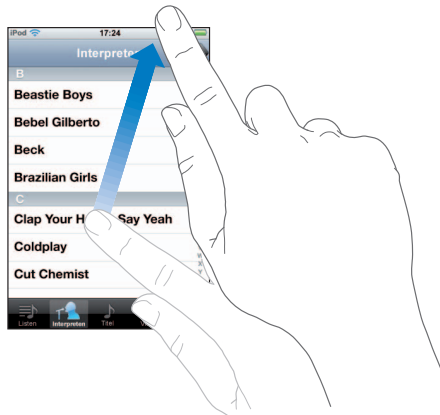 iPod 17:24
Interpreten
B
Beastie Boys
Bebel Gilberto
Beck
Brazilian Girls
C
Clap Your Say Yeah
Coldplay
Cut Chemist
Listen Interpreten Titel